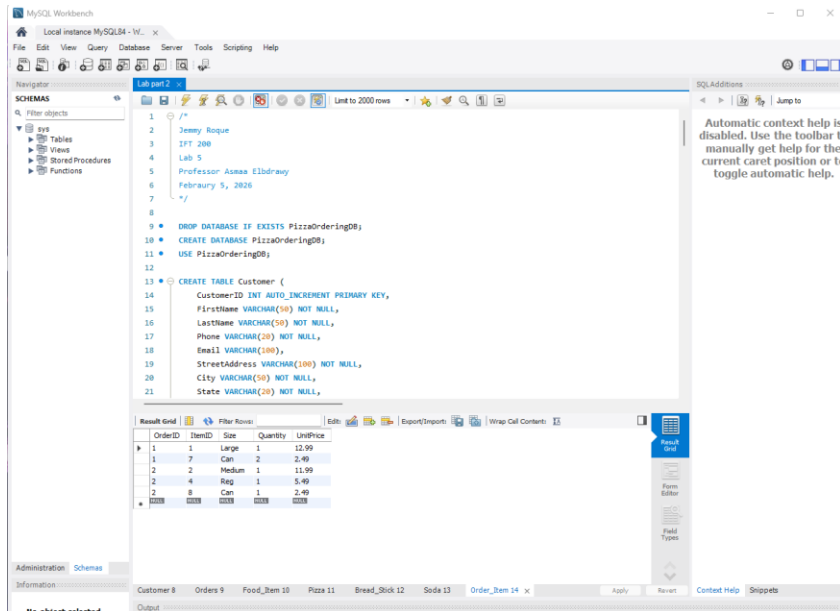 MySQL Workbench
Local instance MySQL84 - W... ×
File Edit View Query Database Server Tools Scripting Help
Navigator
SCHEMAS
Filter objects
sys
Tables
Views
Stored Procedures
Functions
Administration Schemas
Information
No object selected
Lab part 2 ×
Limit to 2000 rows
1 /*
2 Jemmy Roque
3 IFT 200
4 Lab 5
5 Professor Asmaa Elbdrawy
6 Febraury 5, 2026
7 */
8
9 DROP DATABASE IF EXISTS PizzaOrderingDB;
10 CREATE DATABASE PizzaOrderingDB;
11 USE PizzaOrderingDB;
12
13 CREATE TABLE Customer (
14 CustomerID INT AUTO_INCREMENT PRIMARY KEY,
15 FirstName VARCHAR(50) NOT NULL,
16 LastName VARCHAR(50) NOT NULL,
17 Phone VARCHAR(20) NOT NULL,
18 Email VARCHAR(100),
19 StreetAddress VARCHAR(100) NOT NULL,
20 City VARCHAR(50) NOT NULL,
21 State VARCHAR(20) NOT NULL,
Result Grid Filter Rows: Edit: Export/Import: Wrap Cell Content:
OrderID ItemID Size Quantity UnitPrice
1 1 Large 1 12.99
1 7 Can 2 2.49
2 2 Medium 1 11.99
2 4 Reg 1 5.49
2 8 Can 1 2.49
NULL NULL NULL NULL NULL
Result
Grid
Form
Editor
Field
Types
Customer 8 Orders 9 Food_Item 10 Pizza 11 Bread_Stick 12 Soda 13 Order_Item 14 × Apply Revert
Output
SQLAdditions
Jump to
Automatic context help is
disabled. Use the toolbar t
manually get help for the
current caret position or to
toggle automatic help.
Context Help Snippets